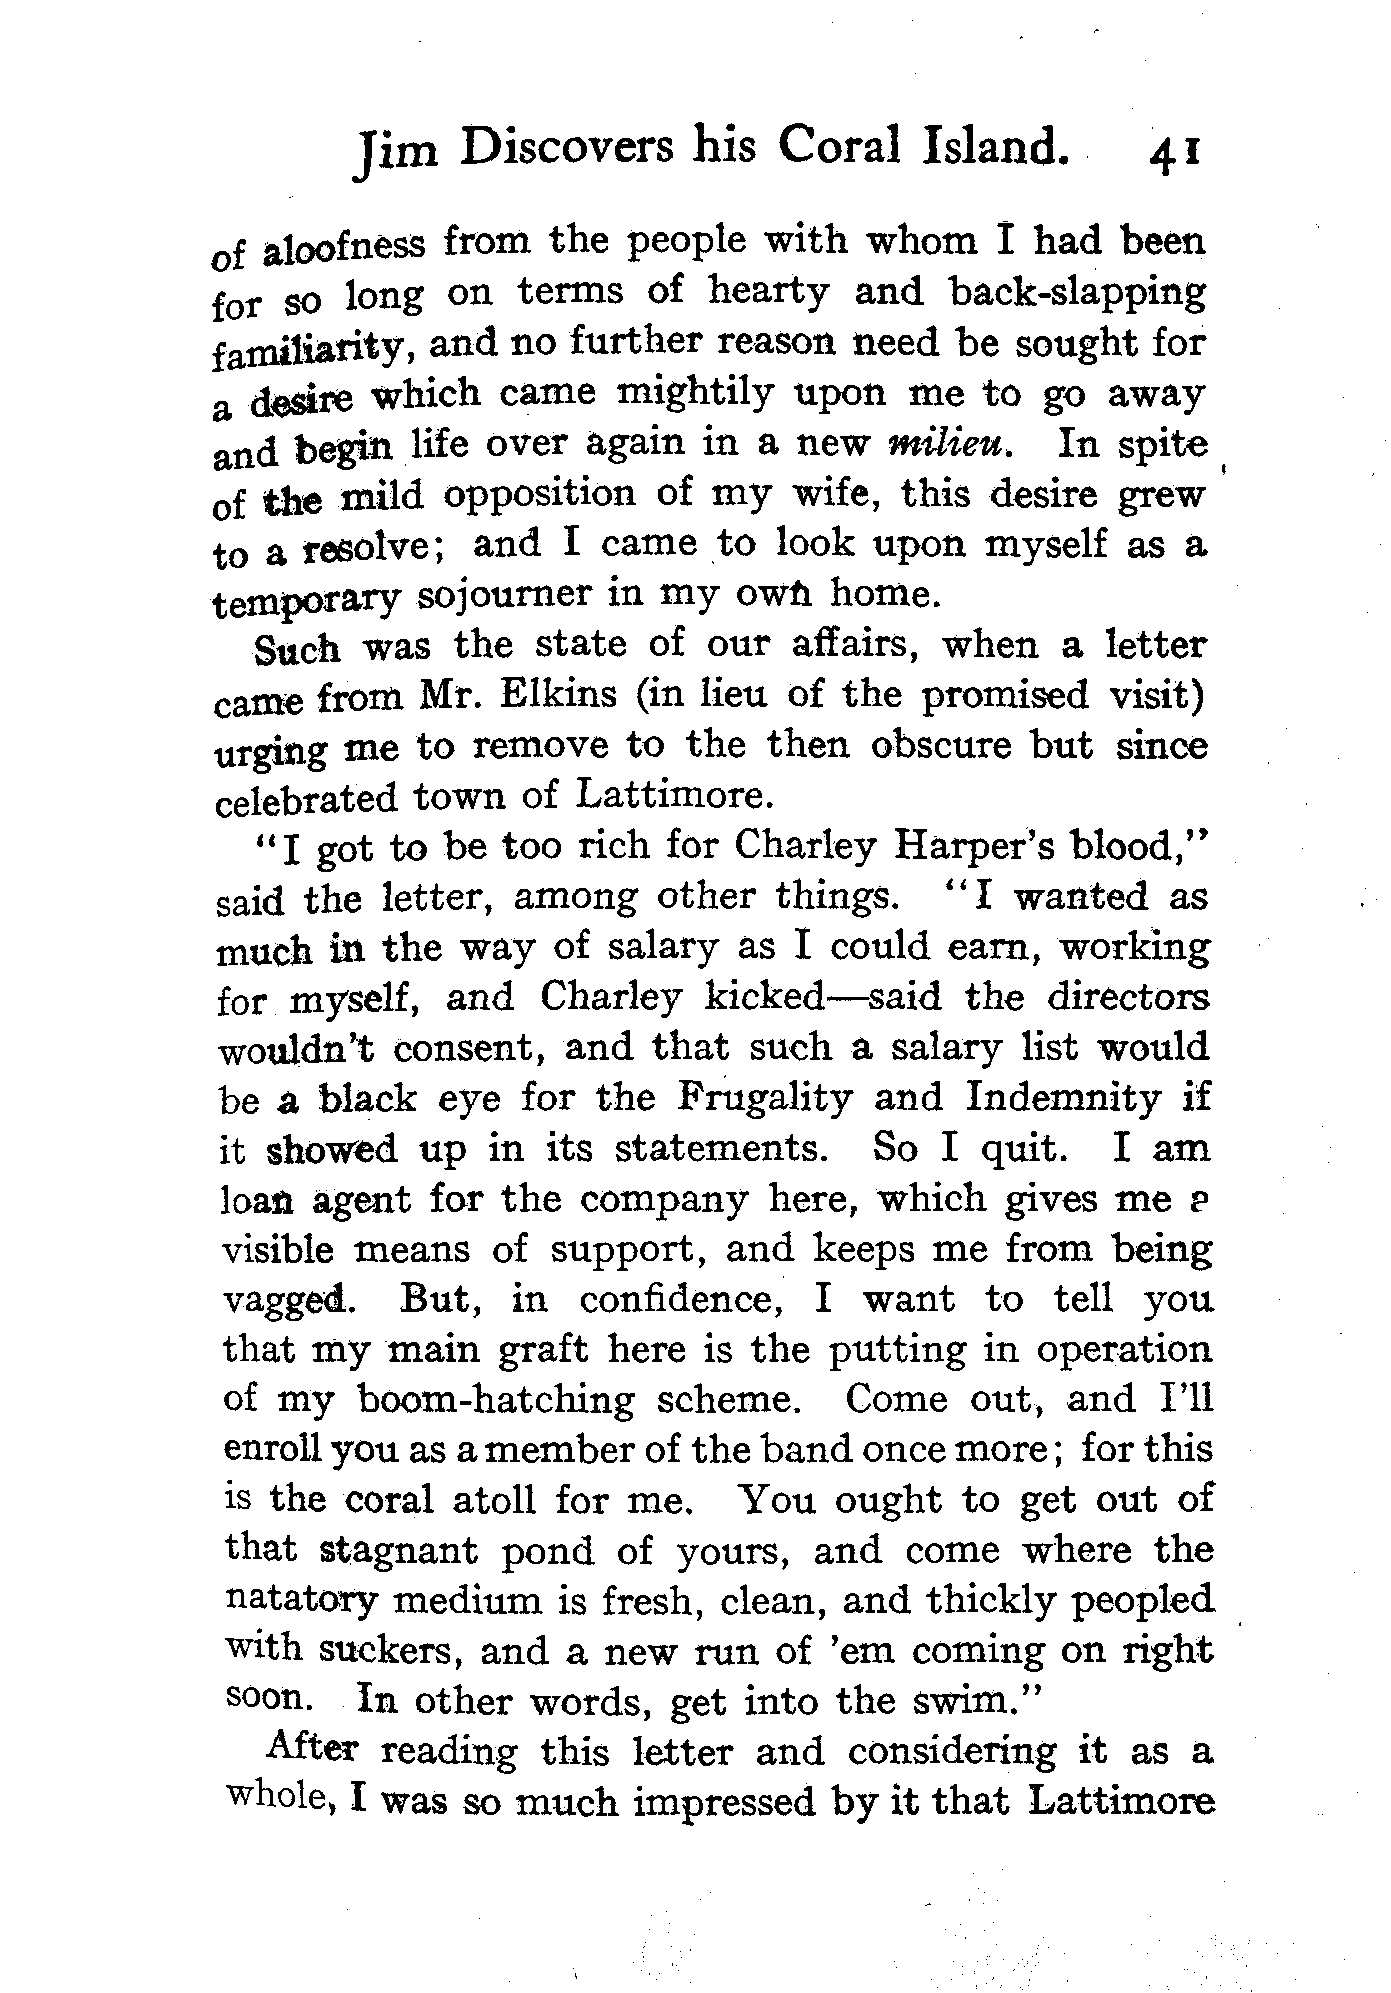 Jim Discovers his Coral Island. 41
of aloofness from the people with whom I had been
for so long on terms of hearty and back-slapping
familiarity, and no further reason need be sought for
a desire which came mightily upon me to go away
and begin life over again in a new milieu. In spite
of the mild opposition of my wife, this desire grew
to a resolve; and I came to look upon myself as a
temporary sojourner in my own home.
Such was the state of our affairs, when a letter
came from Mr. Elkins (in lieu of the promised visit)
urging me to remove to the then obscure but since
celebrated town of Lattimore.
"I got to be too rich for Charley Harper's blood,"
said the letter, among other things. "I wanted as
much in the way of salary as I could earn, working
for myself, and Charley kicked—said the directors
wouldn't consent, and that such a salary list would
be a black eye for the Frugality and Indemnity if
it showed up in its statements. So I quit. I am
loan agent for the company here, which gives me a
visible means of support, and keeps me from being
vagged. But, in confidence, I want to tell you
that my main graft here is the putting in operation
of my boom-hatching scheme. Come out, and I'll
enroll you as a member of the band once more; for this
is the coral atoll for me. You ought to get out of
that stagnant pond of yours, and come where the
natatory medium is fresh, clean, and thickly peopled
with suckers, and a new run of 'em coming on right
soon. In other words, get into the swim."
After reading this letter and considering it as a
whole, I was so much impressed by it that Lattimore